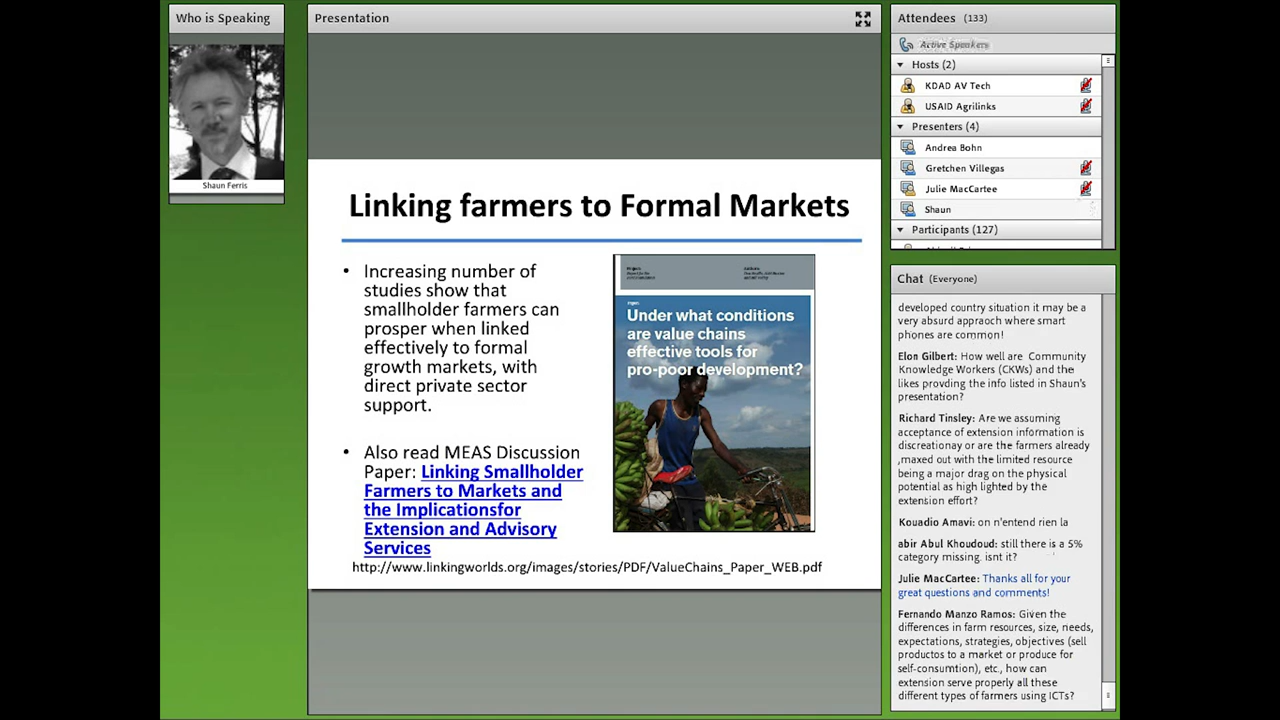 Who is Speaking
Shaun Ferris
Presentation
Linking farmers to Formal Markets
• Increasing number of
studies show that
smallholder farmers can
prosper when linked
effectively to formal
growth markets, with
direct private sector
support.
• Also read MEAS Discussion
Paper: Linking Smallholder
Farmers to Markets and
the Implicationsfor
Extension and Advisory
Services
Under what conditions
are value chains
effective tools for
pro-poor development?
http://www.linkingworlds.org/images/stories/PDF/ValueChains_Paper_WEB.pdf
Attendees (133)
Active Speakers
Hosts (2)
KDAD AV Tech
USAID Agrilinks
Presenters (4)
Andrea Bohn
Gretchen Villegas
Julie MacCartee
Shaun
Participants (127)
Chat (Everyone)
developed country situation it may be a
very absurd appraoch where smart
phones are common!
Elon Gilbert: How well are Community
Knowledge Workers (CKWs) and the
likes provding the info listed in Shaun's
presentation?
Richard Tinsley: Are we assuming
acceptance of extension information is
discreationay or are the farmers already
,maxed out with the limited resource
being a major drag on the physical
potential as high lighted by the
extension effort?
Kouadio Amavi: on n'entend rien la
abir Abul Khoudoud: still there is a 5%
category missing. isnt it?
Julie MacCartee: Thanks all for your
great questions and comments!
Fernando Manzo Ramos: Given the
differences in farm resources, size, needs,
expectations, strategies, objectives (sell
productos to a market or produce for
self-consumtion), etc., how can
extension serve properly all these
different types of farmers using ICTs?